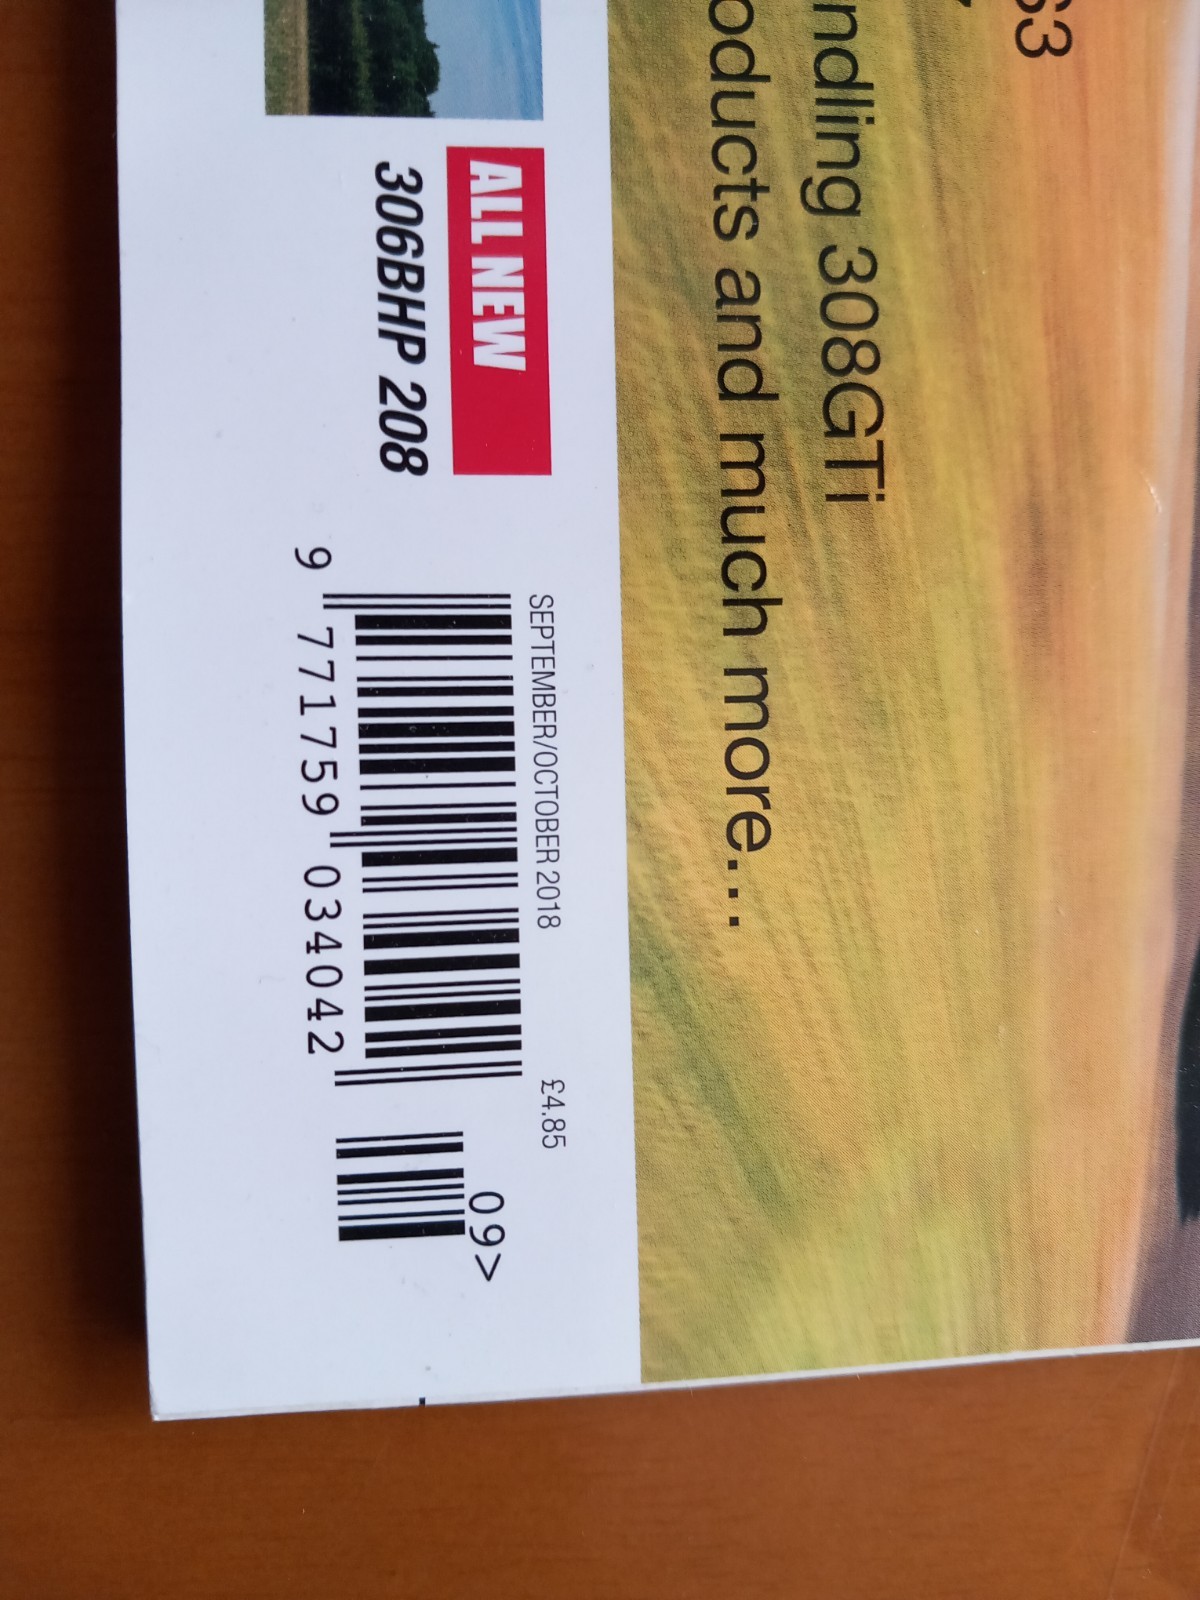 63
ndling 308GTi
oducts and much more...
ALL NEW
306BHP 208
SEPTEMBER/OCTOBER 2018 £4.85
09>
9 771759 034042